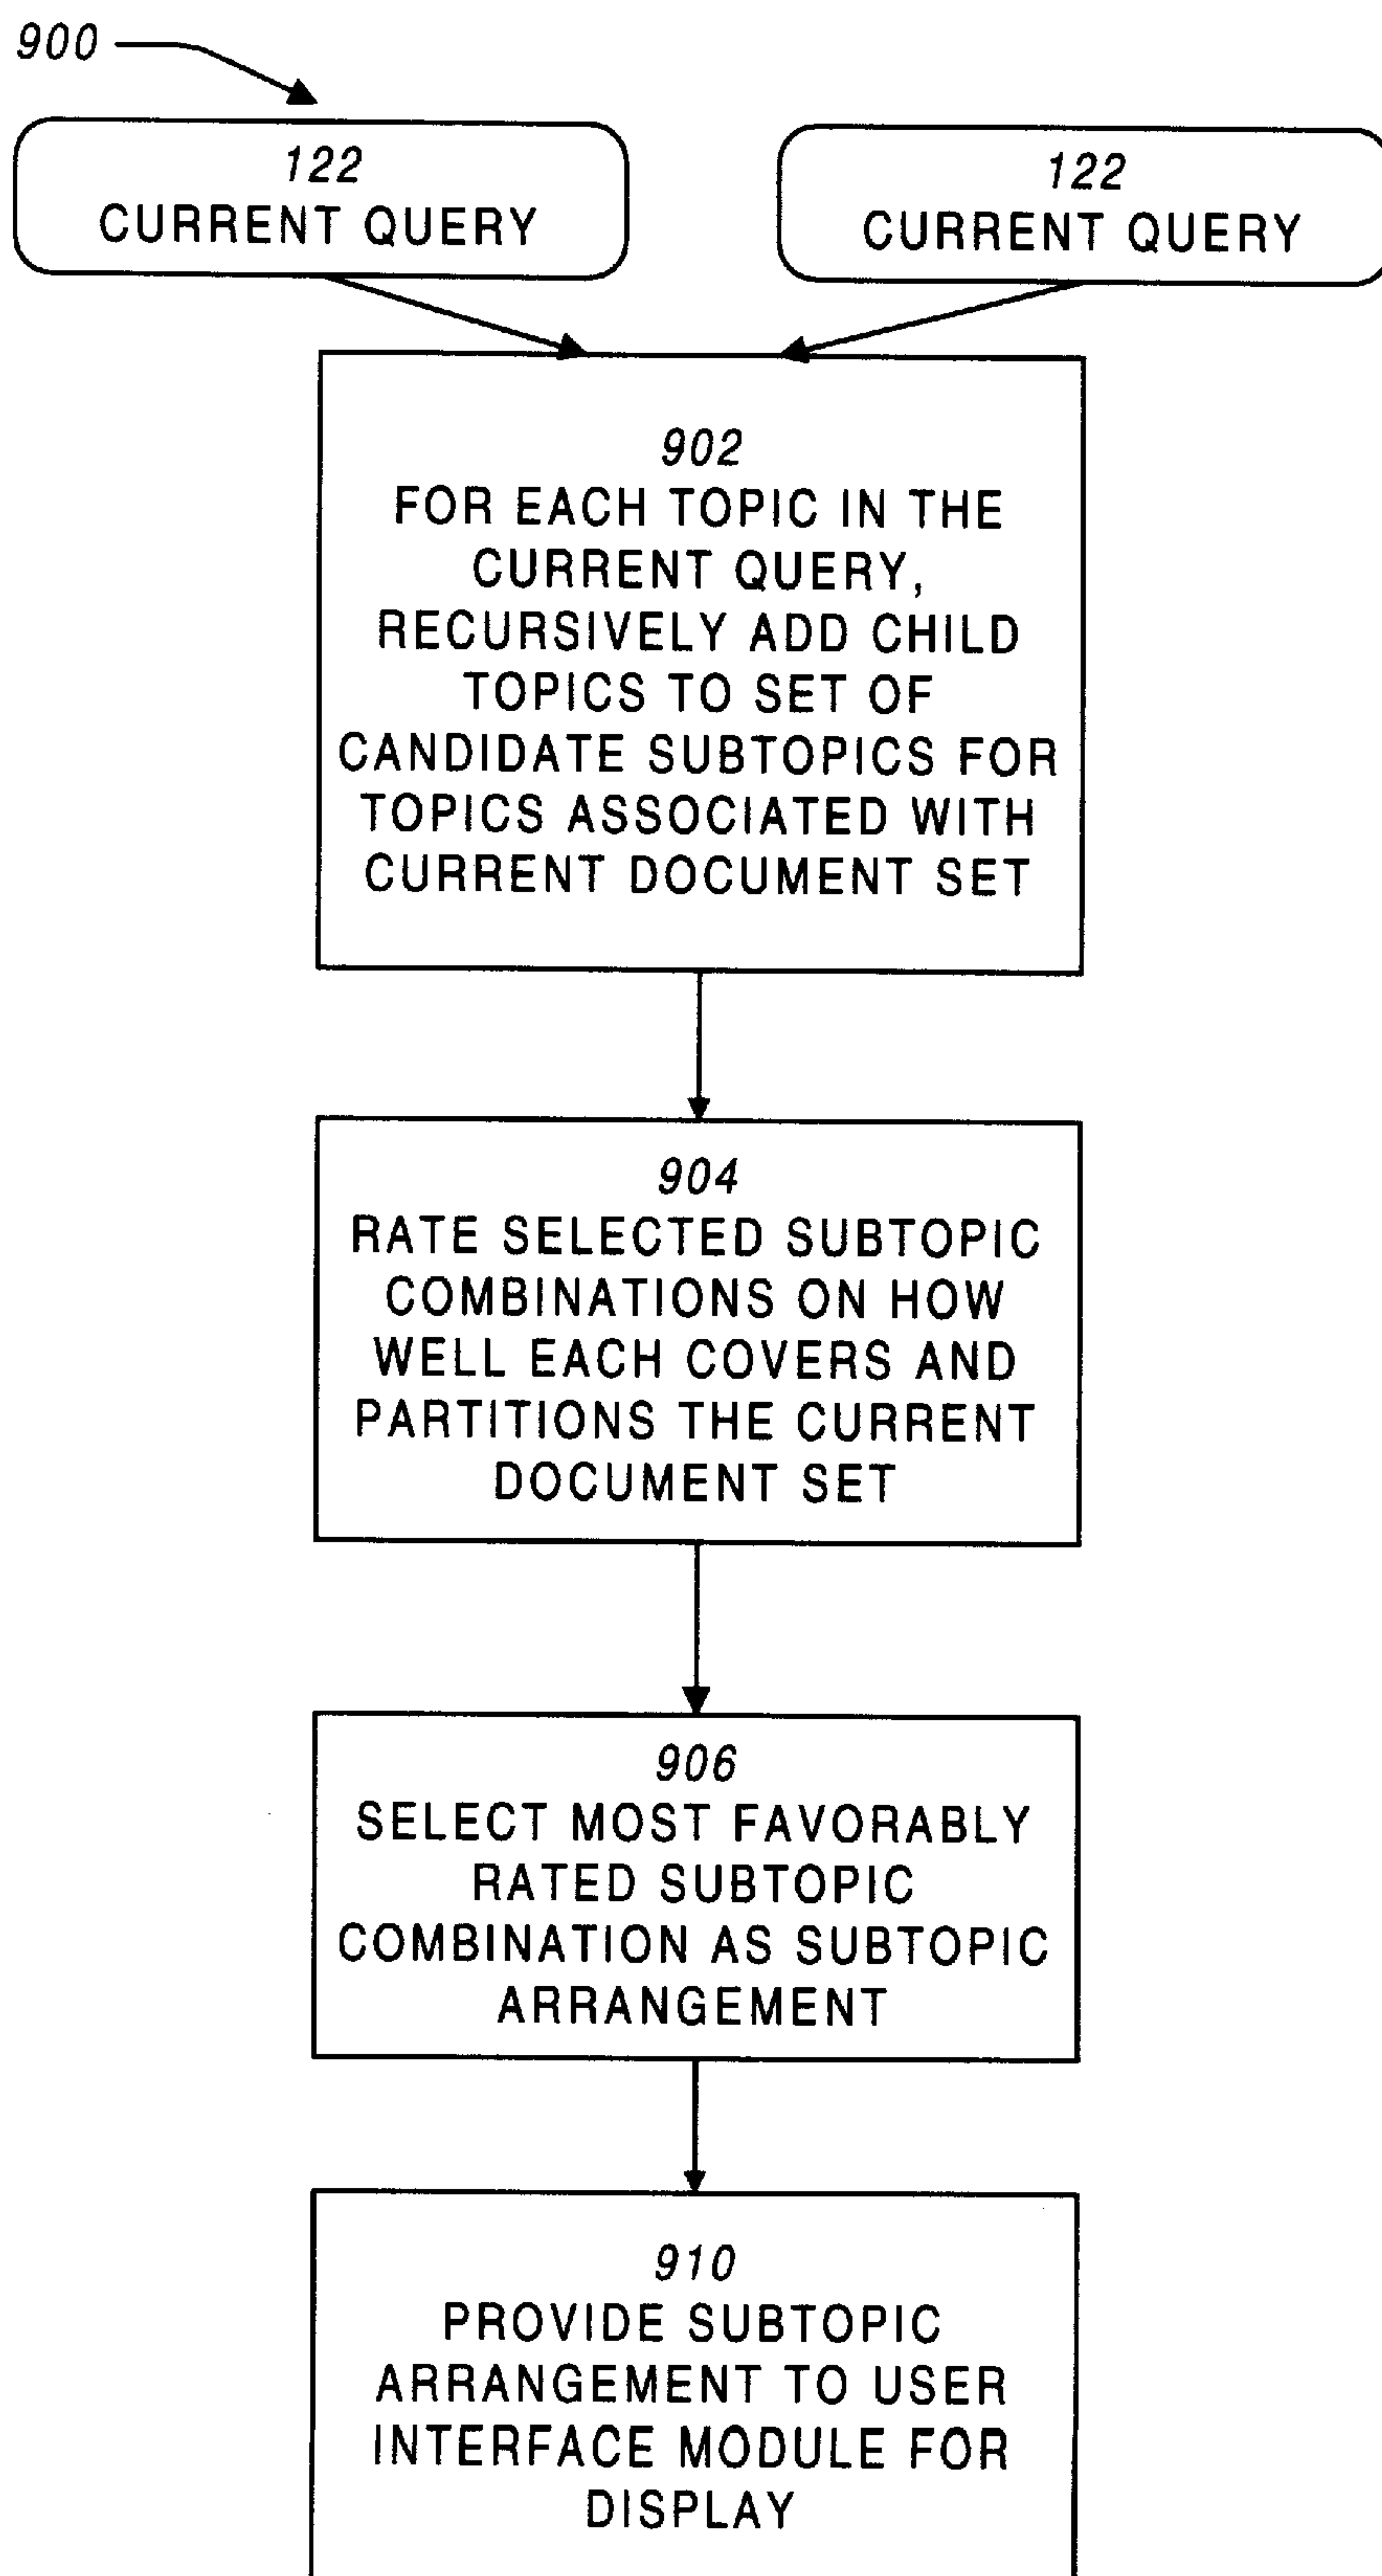 900
122
CURRENT QUERY
122
CURRENT QUERY
902
FOR EACH TOPIC IN THE
CURRENT QUERY,
RECURSIVELY ADD CHILD
TOPICS TO SET OF
CANDIDATE SUBTOPICS FOR
TOPICS ASSOCIATED WITH
CURRENT DOCUMENT SET
904
RATE SELECTED SUBTOPIC
COMBINATIONS ON HOW
WELL EACH COVERS AND
PARTITIONS THE CURRENT
DOCUMENT SET
906
SELECT MOST FAVORABLY
RATED SUBTOPIC
COMBINATION AS SUBTOPIC
ARRANGEMENT
910
PROVIDE SUBTOPIC
ARRANGEMENT TO USER
INTERFACE MODULE FOR
DISPLAY